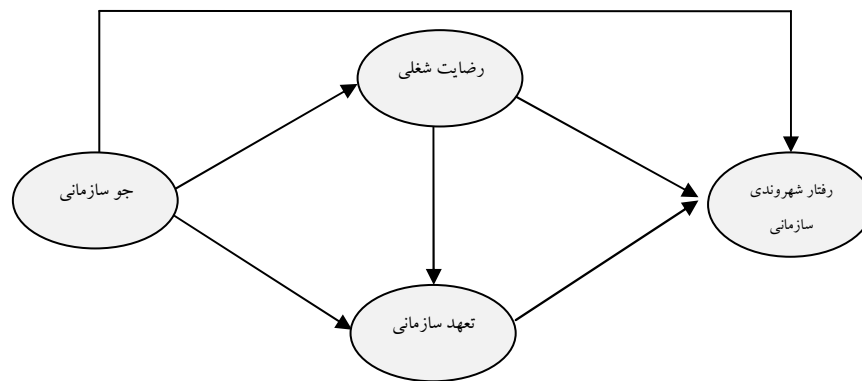 رضایت شغلی
جو سازمانی
رفتار شهروندی
سازمانی
تعهد سازمانی